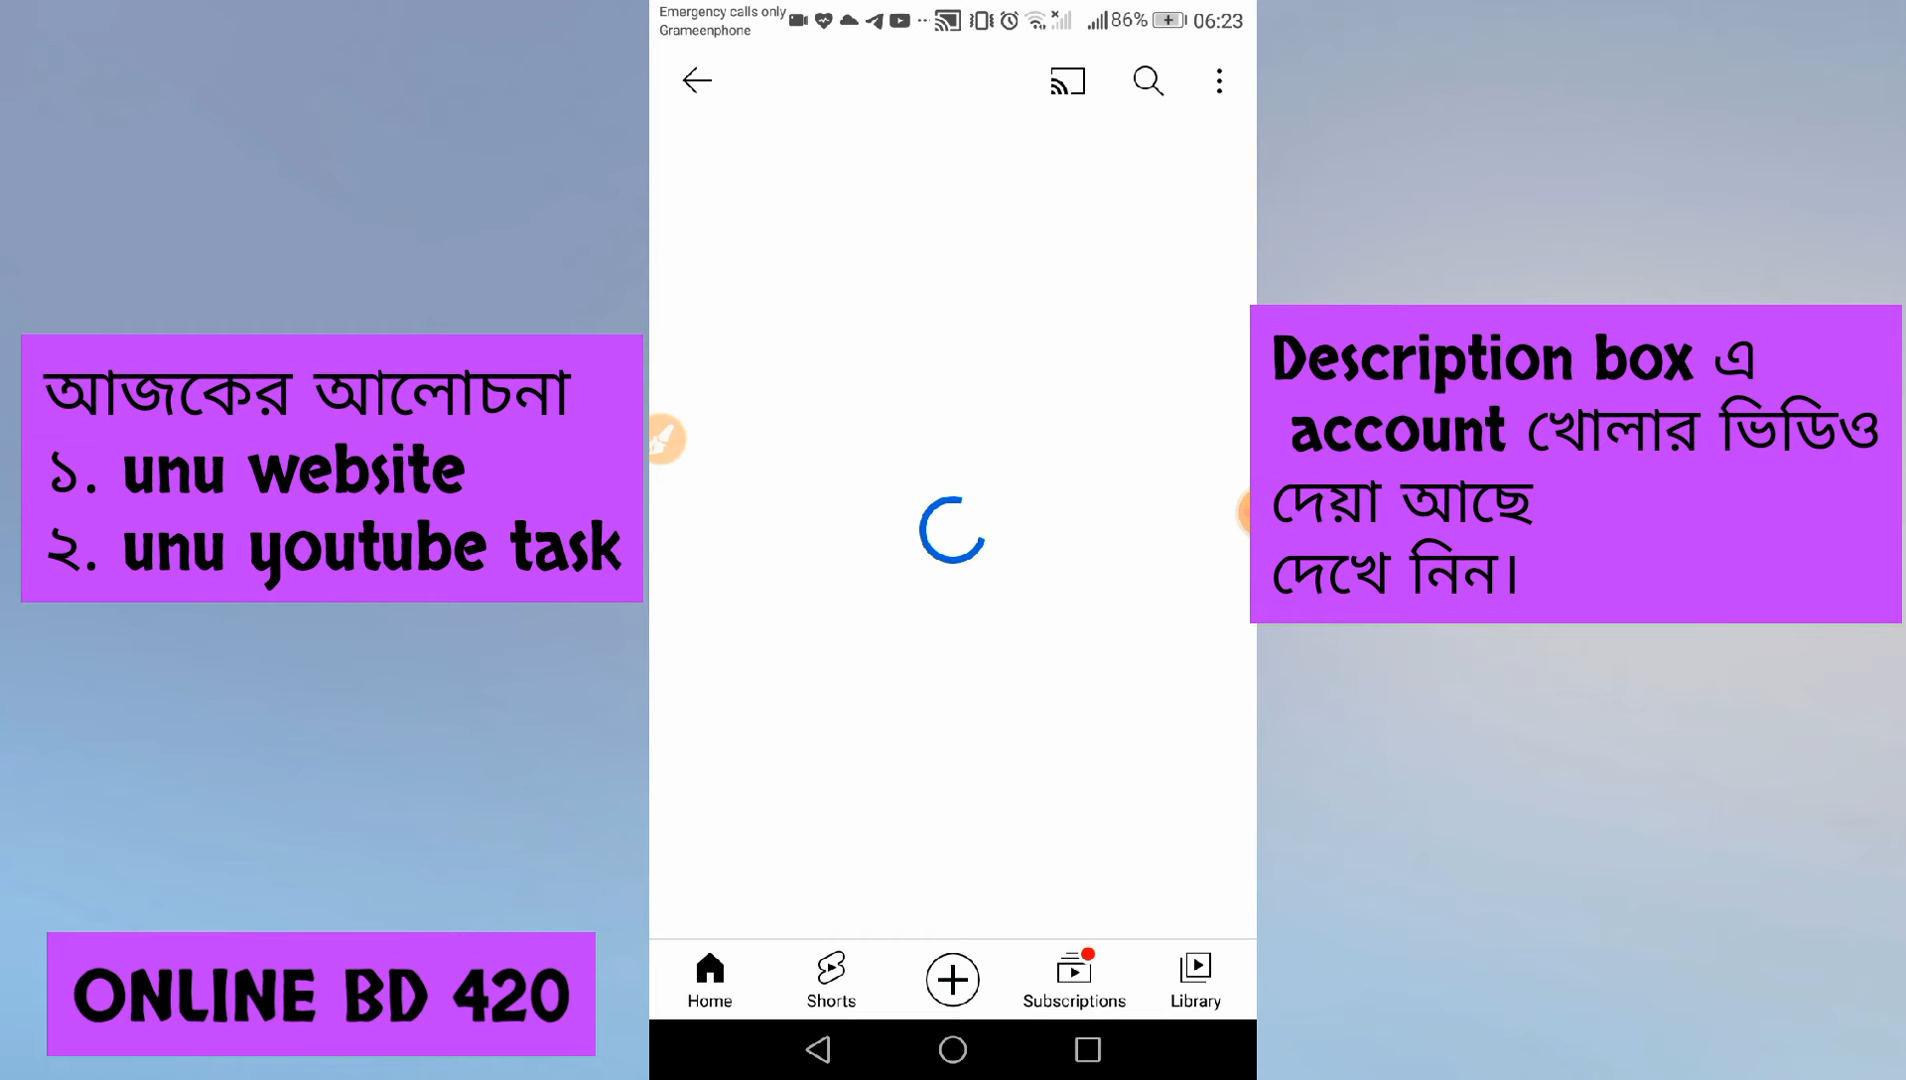 Emergency calls only
Grameenphone
86%
06:23
আজকের আলোচনা
১. unu website
২. unu youtube task
Description box এ
account খোলার ভিডিও
দেয়া আছে
দেখে নিন।
ONLINE BD 420
Home
Shorts
Subscriptions
Library